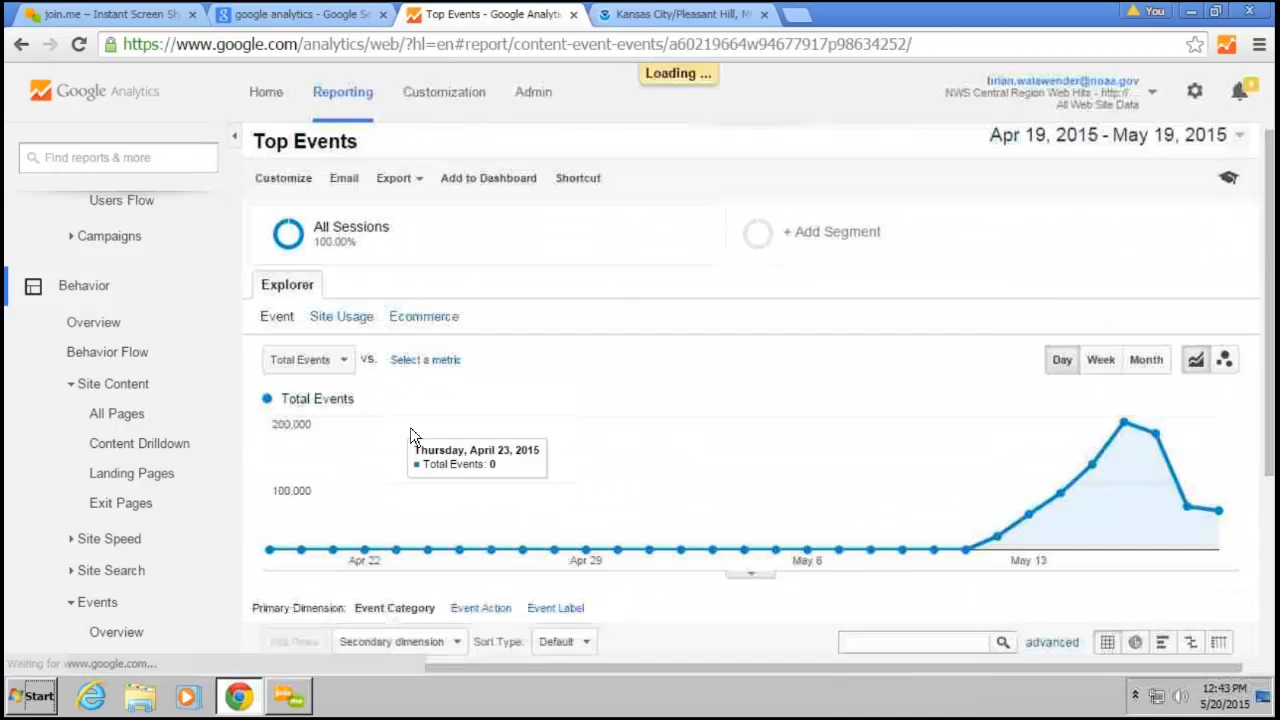 join.me – Instant Screen Sh
google analytics - Google Se
Top Events - Google Analyti
Kansas City/Pleasant Hill, M
You
https://www.google.com/analytics/web/?hl=en#report/content-event-events/a60219664w94677917p98634252/
Loading ...
Google Analytics
Home Reporting Customization Admin
brian.walawender@noaa.gov
NWS Central Region Web Hits - http://...
All Web Site Data
Find reports & more
Users Flow
Campaigns
Behavior
Overview
Behavior Flow
Site Content
All Pages
Content Drilldown
Landing Pages
Exit Pages
Site Speed
Site Search
Events
Overview
Top Events
Apr 19, 2015 - May 19, 2015
Customize Email Export Add to Dashboard Shortcut
All Sessions
100.00%
+ Add Segment
Explorer
Event Site Usage Ecommerce
Total Events vs. Select a metric
Day Week Month
Total Events
200,000
100,000
Thursday, April 23, 2015
Total Events: 0
Apr 22 Apr 29 May 6 May 13
Primary Dimension: Event Category Event Action Event Label
Secondary dimension Sort Type: Default
advanced
Waiting for www.google.com...
Start
join me
12:43 PM
5/20/2015